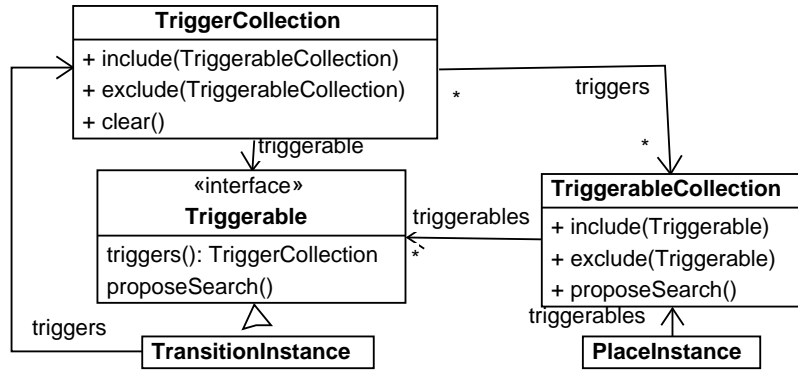 TriggerCollection
+ include(TriggerableCollection)
+ exclude(TriggerableCollection)
+ clear()
*
triggers
*
triggerable
«interface»
Triggerable
triggers(): TriggerCollection
proposeSearch()
triggerables
*
TriggerableCollection
+ include(Triggerable)
+ exclude(Triggerable)
+ proposeSearch()
triggers
triggerables
TransitionInstance
PlaceInstance